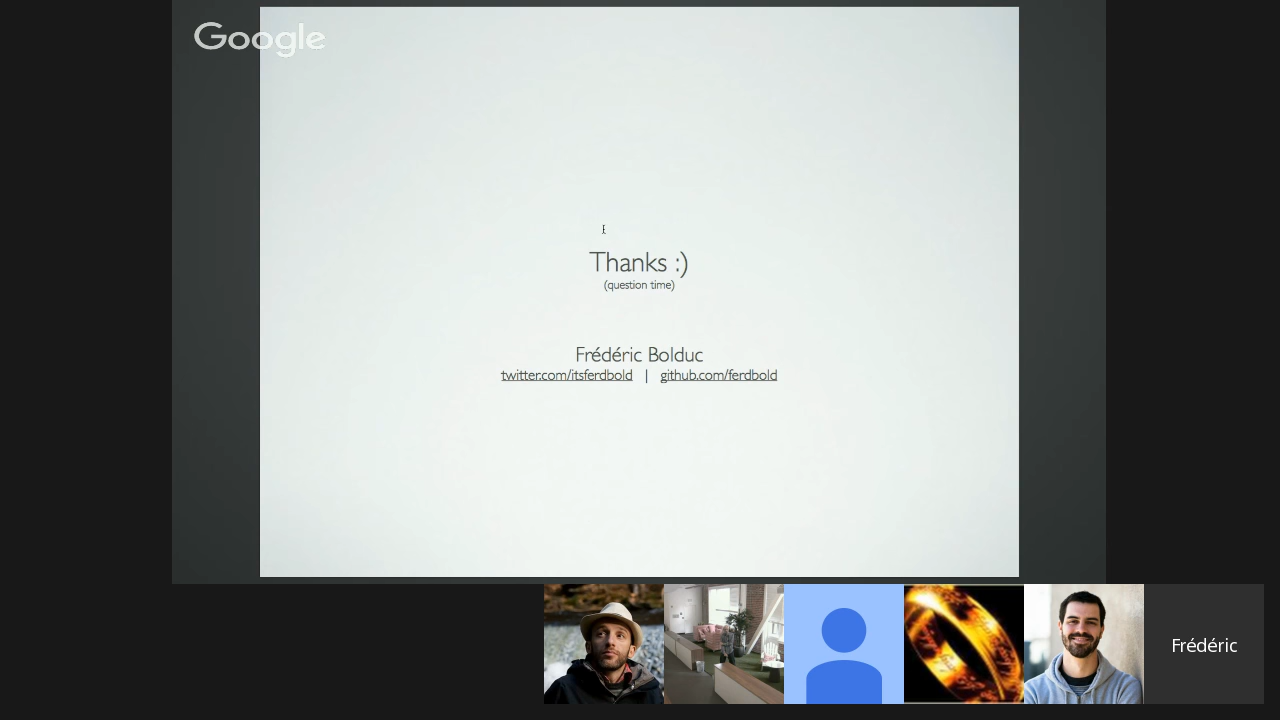 Google
Thanks :)
(question time)
Frédéric Bolduc
twitter.com/itsferdbold | github.com/ferdbold
Frédéric